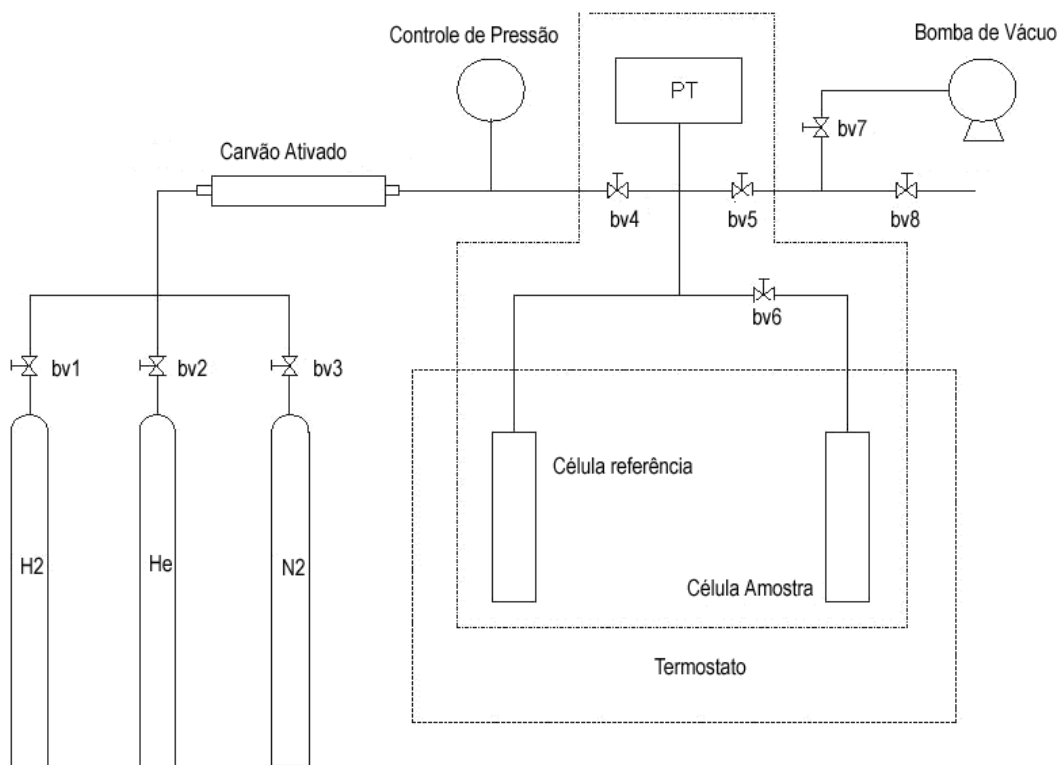 Controle de Pressão
Bomba de Vácuo
PT
bv7
Carvão Ativado
bv4
bv5
bv8
bv6
bv1
bv2
bv3
Célula referência
H2
He
N2
Célula Amostra
Termostato